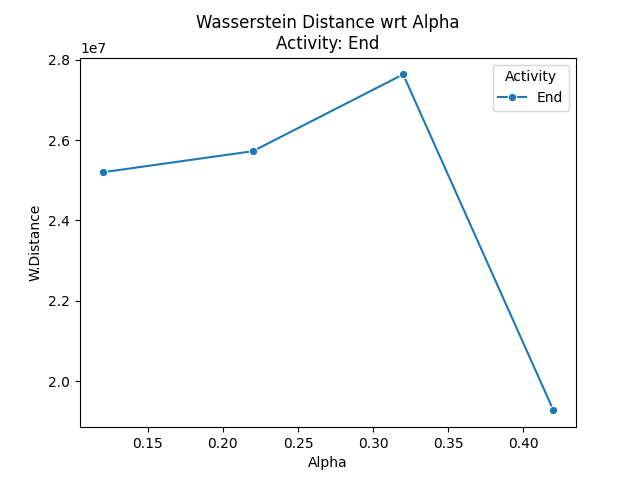 Wasserstein Distance wrt Alpha
Activity: End
1e7
2.8
2.6
2.4
2.2
2.0
W.Distance
Activity
End
0.15 0.20 0.25 0.30 0.35 0.40
Alpha